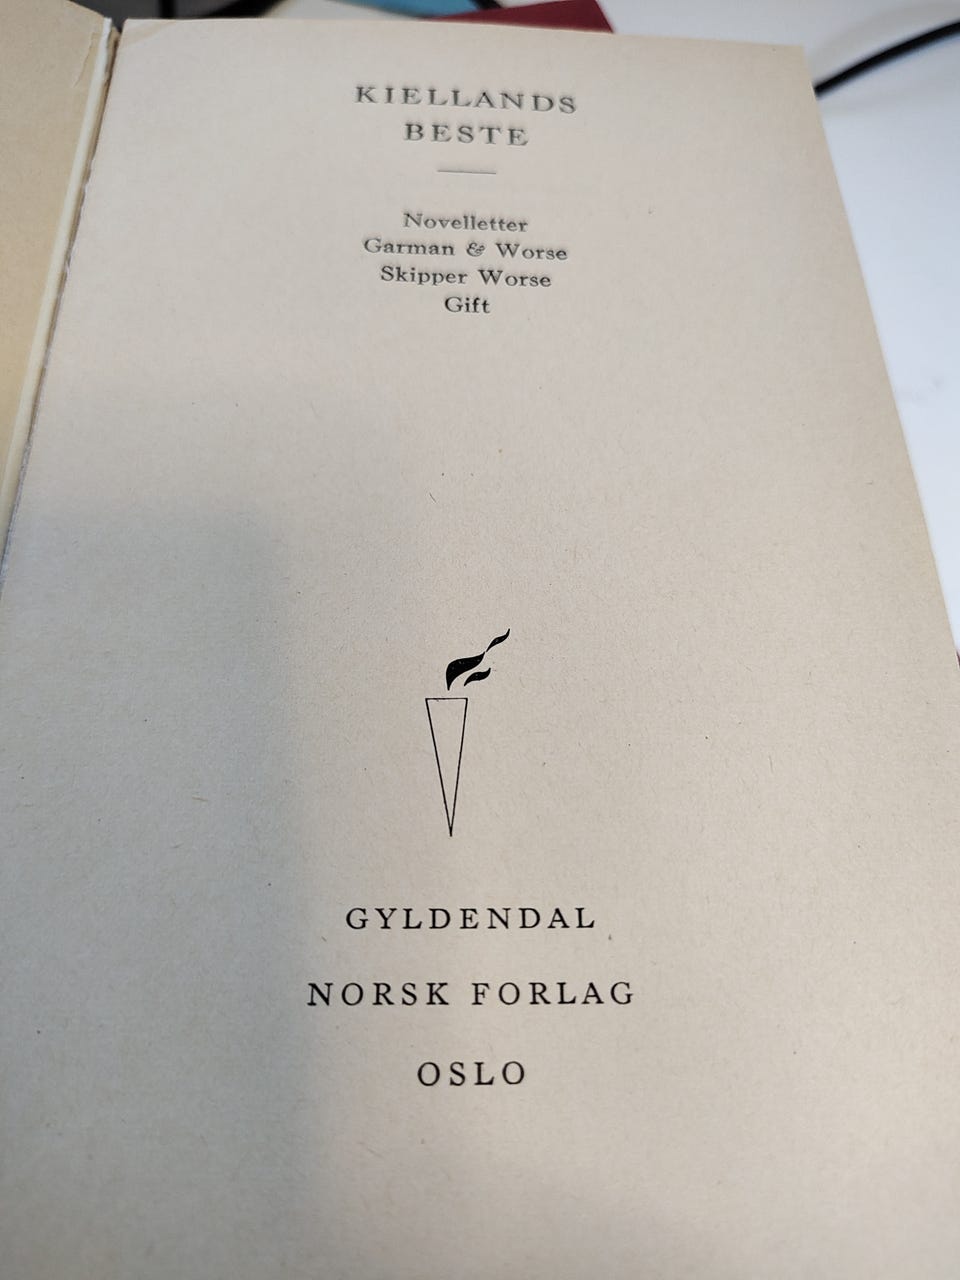 KIELLANDS
BESTE
Novelletter
Garman & Worse
Skipper Worse
Gift
GYLDENDAL
NORSK FORLAG
OSLO